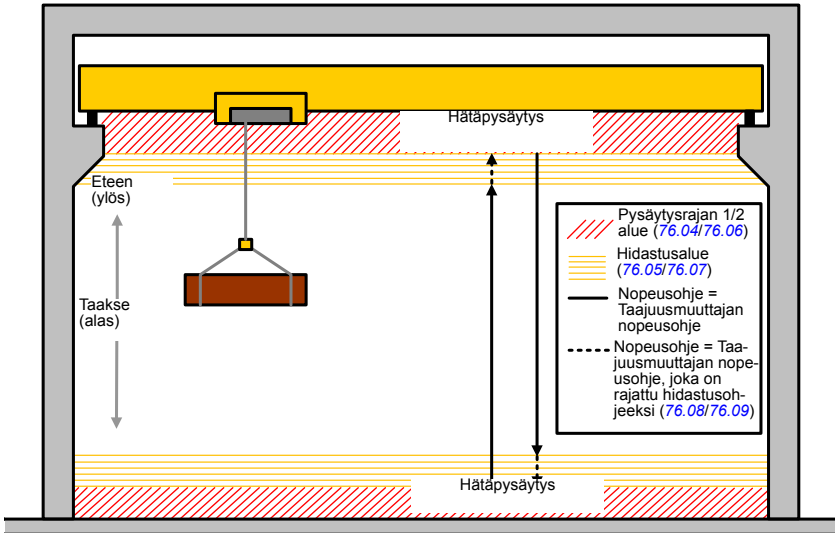 Hätäpysäytys
Eteen
(ylös)
Taakse
(alas)
Pysäytysrajan 1/2
alue (76.04/76.06)
Hidastusalue
(76.05/76.07)
Nopeusohje =
Taajuusmuuttajan
nopeusohje
Nopeusohje = Taa-
juusmuuttajan nope-
usohje, joka on
rajattu hidastusoh-
jeeksi (76.08/76.09)
Hätäpysäytys